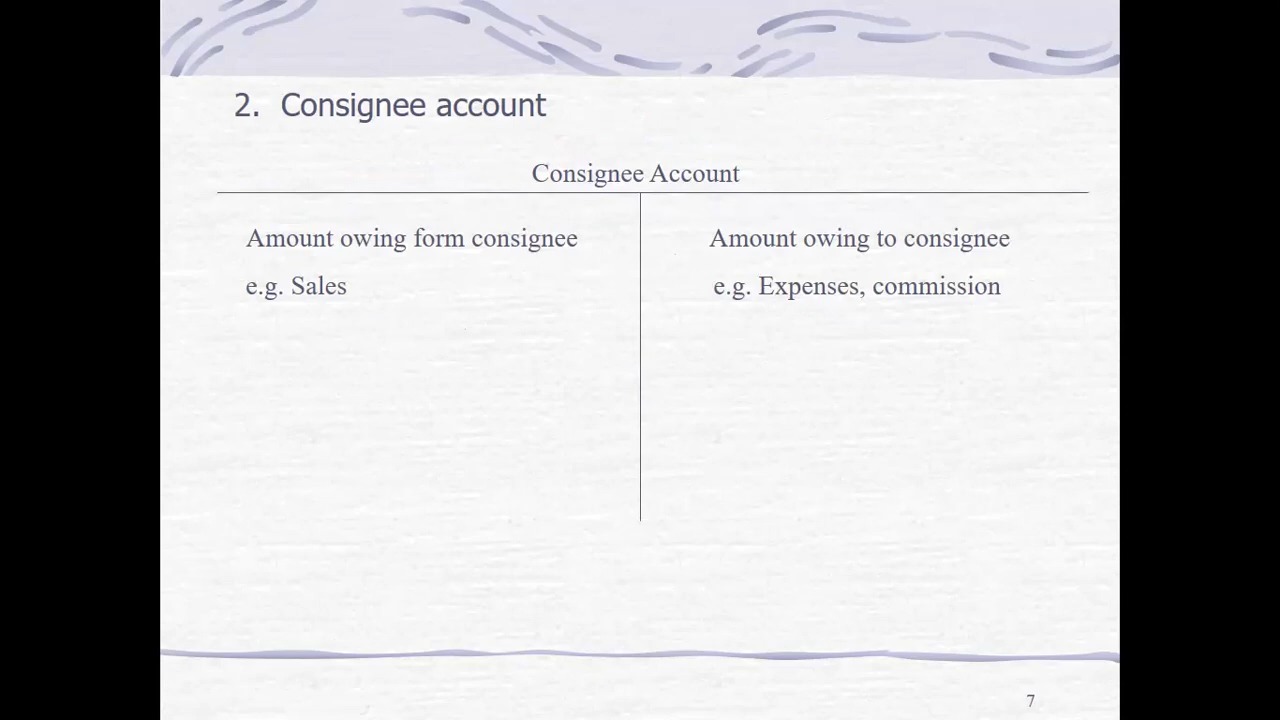 2. Consignee account
Consignee Account
Amount owing form consignee
e.g. Sales
Amount owing to consignee
e.g. Expenses, commission
7